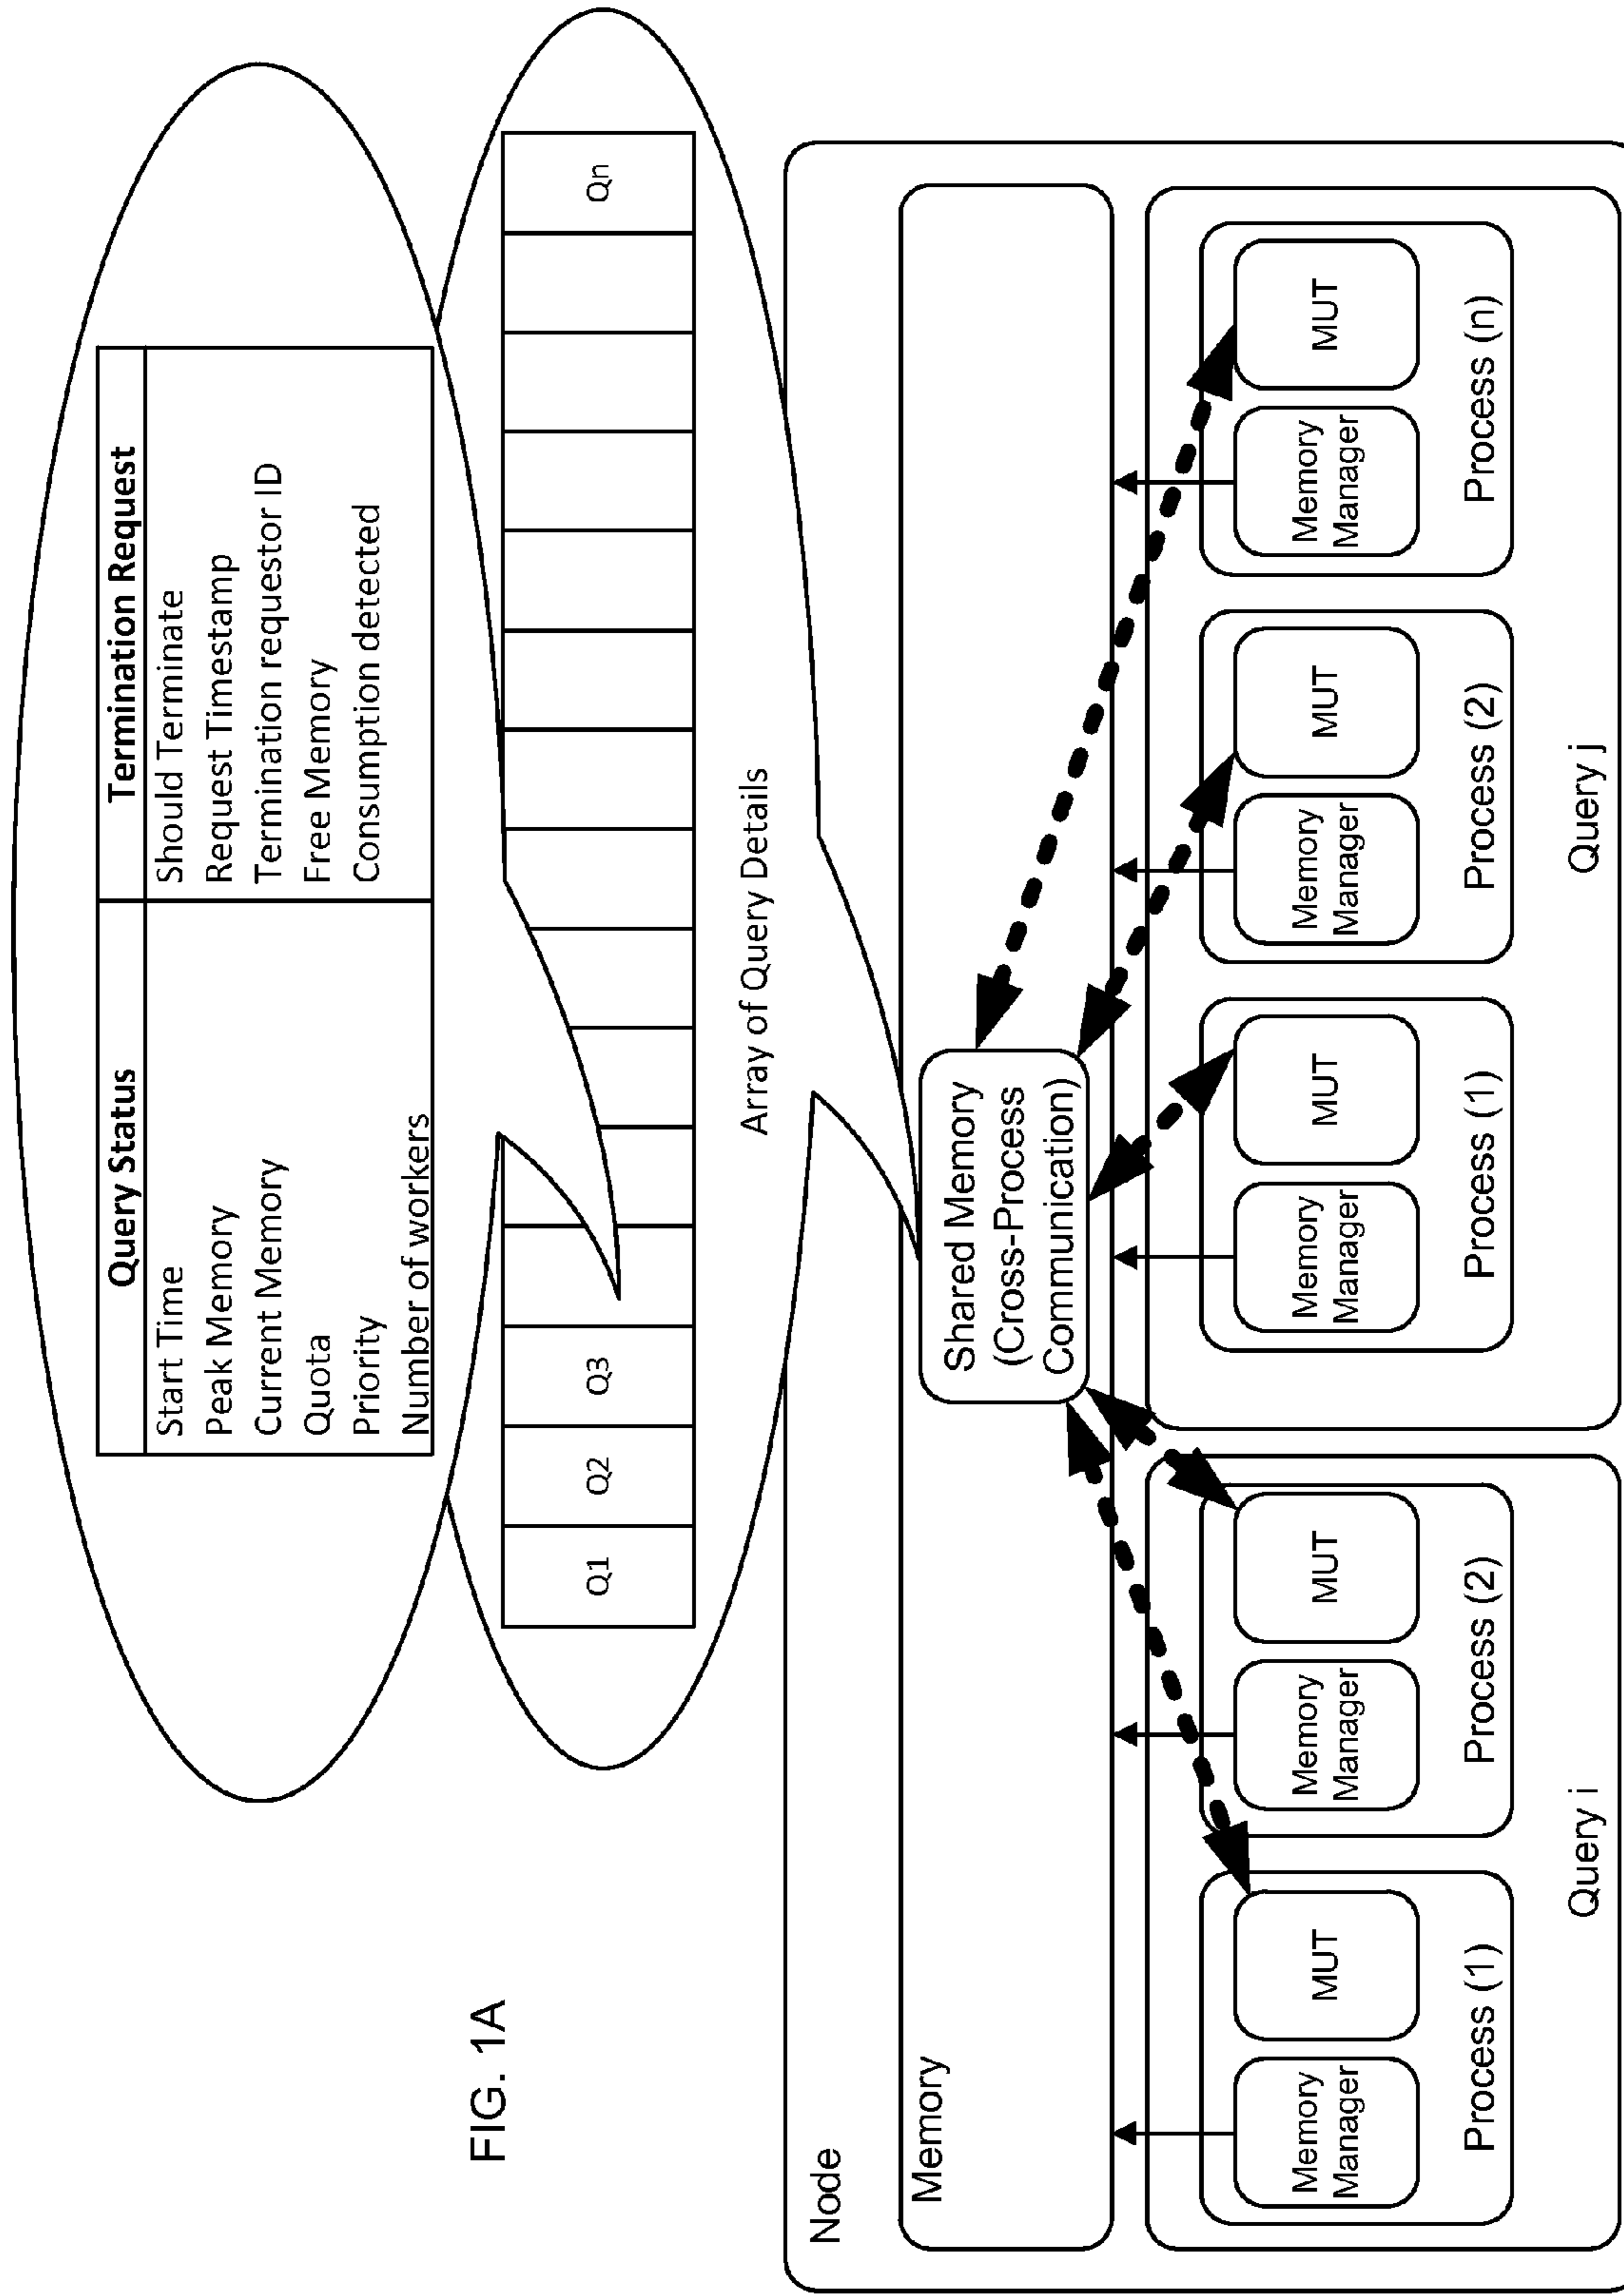 Query Status
Termination Request
Start Time
Peak Memory
Current Memory
Quota
Priority
Number of workers
Should Terminate
Request Timestamp
Termination requestor ID
Free Memory
Consumption detected
Q1
Q2
Q3
Qn
Array of Query Details
FIG. 1A
Node
Memory
Shared Memory
(Cross-Process
Communication)
Memory
Manager
MUT
Process (1)
Memory
Manager
MUT
Process (2)
Query i
Memory
Manager
MUT
Process (1)
Memory
Manager
MUT
Process (2)
Memory
Manager
MUT
Process (n)
Query j